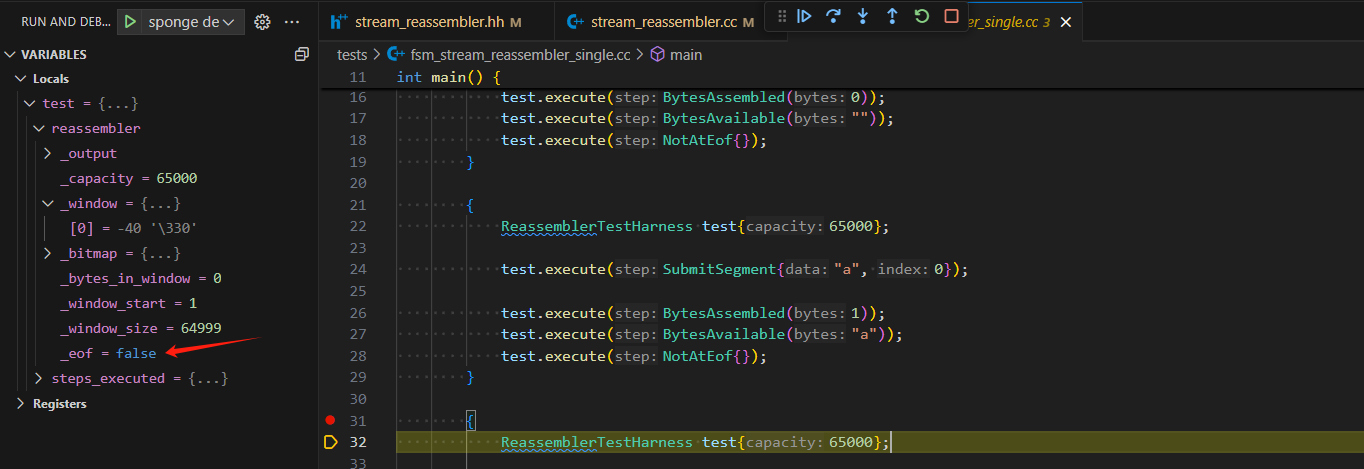 RUN AND DEB...
sponge de
stream_reassembler.hh M
stream_reassembler.cc M
er_single.cc 3
VARIABLES
Locals
test = {...}
reassembler
_output
_capacity = 65000
_window = {...}
[0] = -40 '\330'
_bitmap = {...}
_bytes_in_window = 0
_window_start = 1
_window_size = 64999
_eof = false
steps_executed = {...}
Registers
tests > fsm_stream_reassembler_single.cc > main
11 int main() {
16 test.execute(step: BytesAssembled(bytes: 0));
17 test.execute(step: BytesAvailable(bytes: ""));
18 test.execute(step: NotAtEof{});
19 }
20
21 {
22 ReassemblerTestHarness test{capacity: 65000};
23
24 test.execute(step: SubmitSegment{data: "a", index: 0});
25
26 test.execute(step: BytesAssembled(bytes: 1));
27 test.execute(step: BytesAvailable(bytes: "a"));
28 test.execute(step: NotAtEof{});
29 }
30
31 {
32 ReassemblerTestHarness test{capacity: 65000};
33